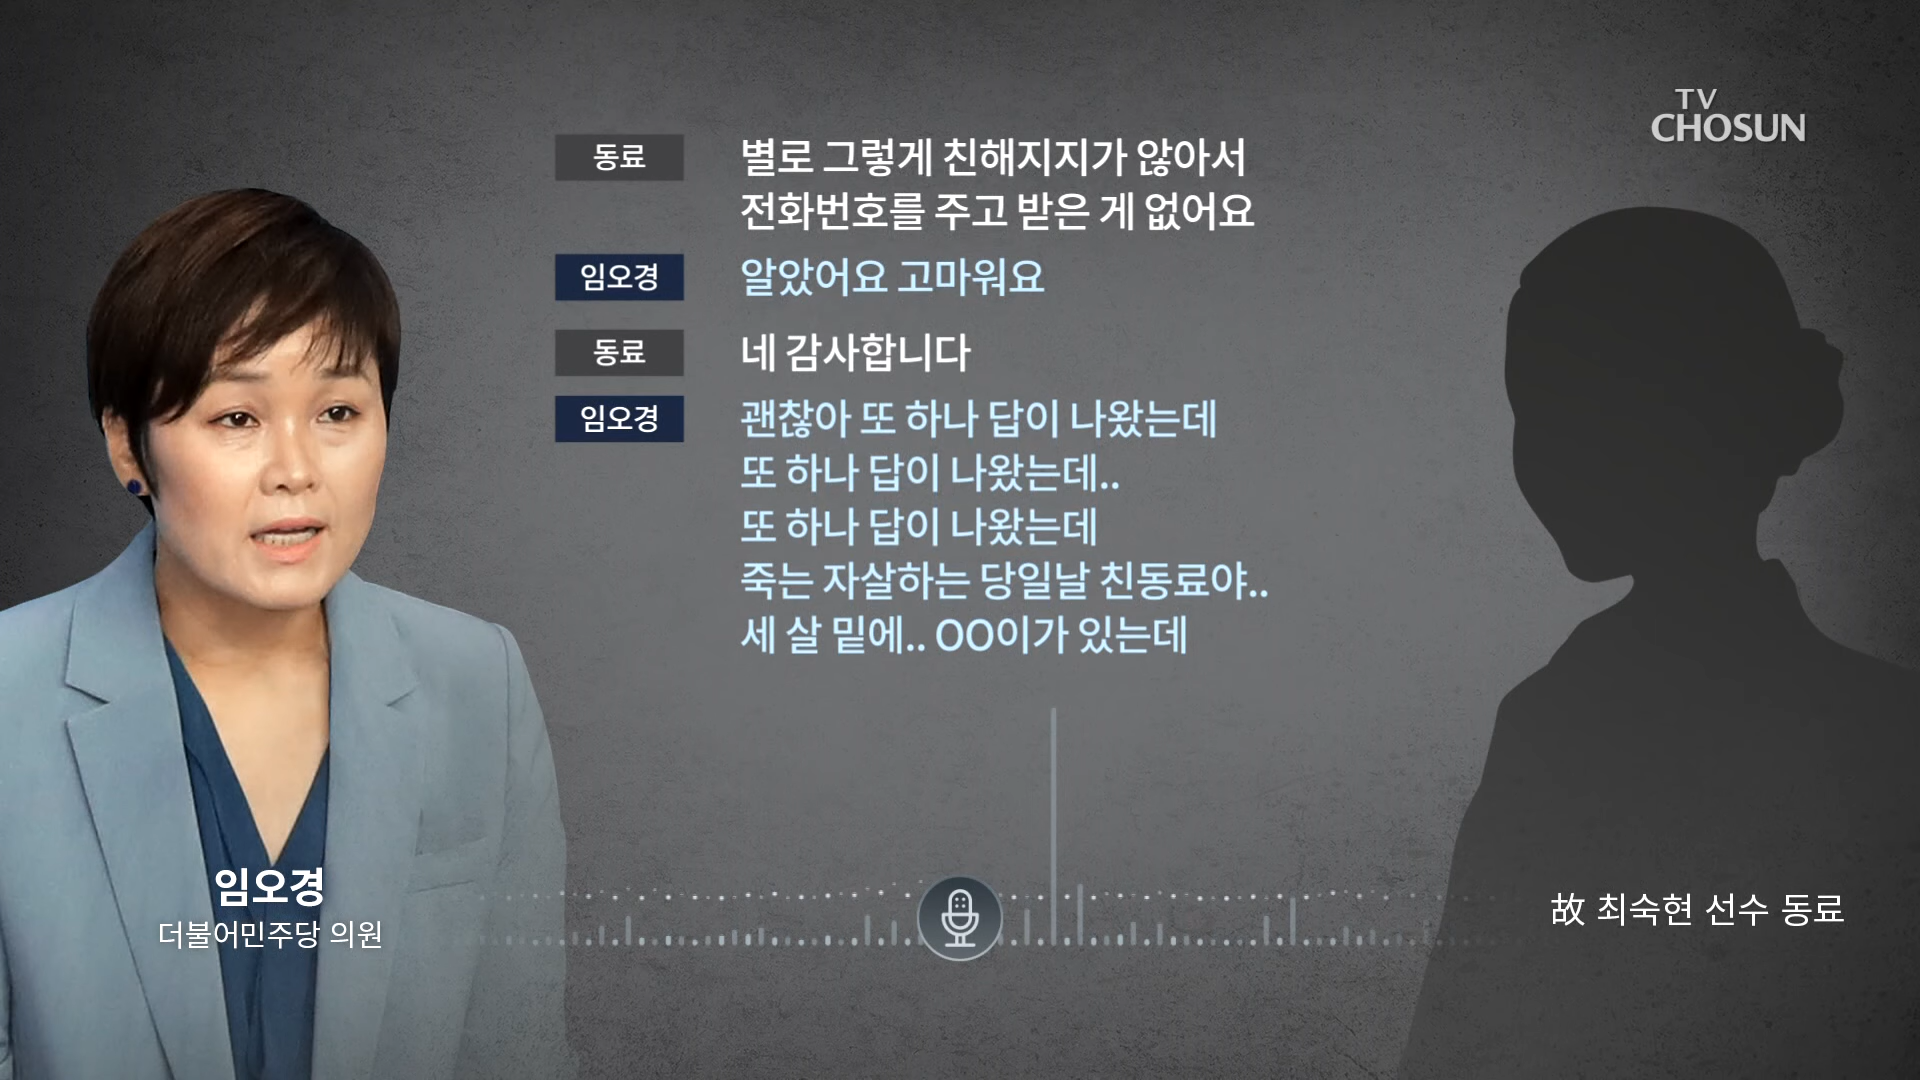 TV
CHOSUN
동료
별로 그렇게 친해지지가 않아서
전화번호를 주고 받은 게 없어요
임오경
알았어요 고마워요
동료
네 감사합니다
임오경
괜찮아 또 하나 답이 나왔는데
또 하나 답이 나왔는데..
또 하나 답이 나왔는데
죽는 자살하는 당일날 친동료야..
세 살 밑에.. OO이가 있는데
임오경
더불어민주당 의원
故 최숙현 선수 동료